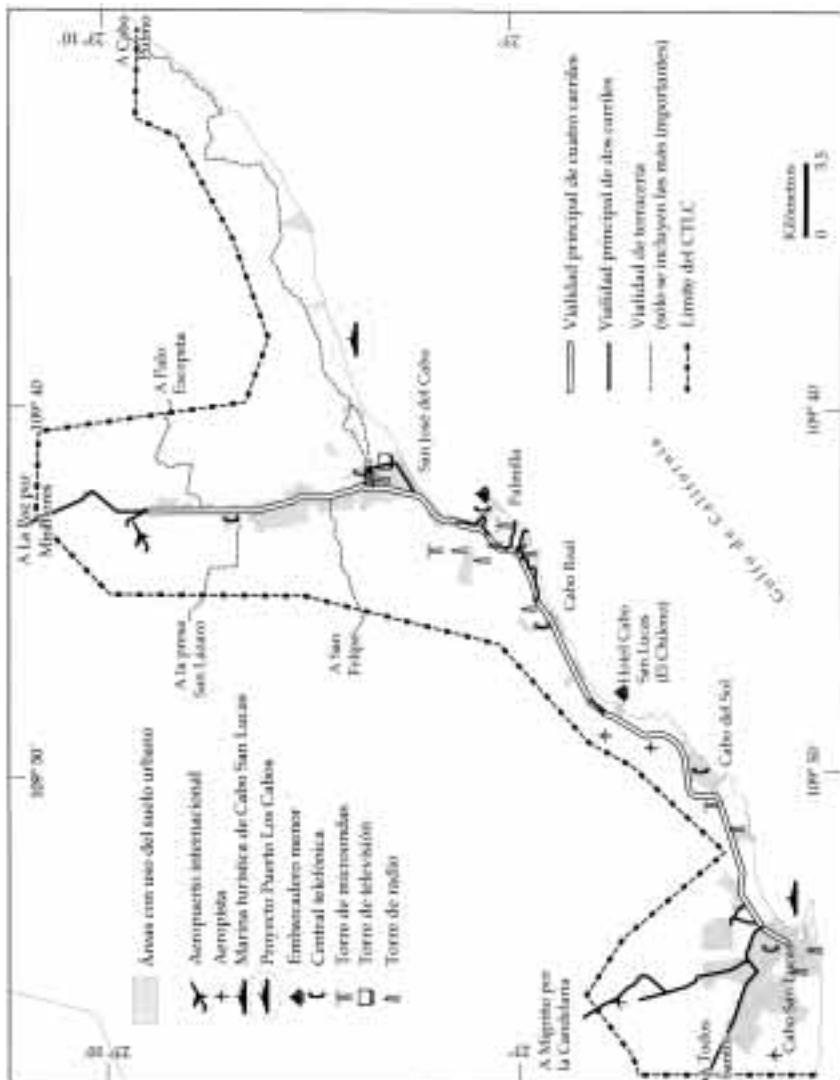 Áreas con uso del suelo urbano
Aeropuerto internacional
Aeropista
Marina turística de Cabo San Lucas
Proyecto Puerto Los Cabos
Embarcadero menor
Central telefónica
Torre de microondas
Torre de televisión
Torre de radio
109° 50'
109° 40'
A La Paz por
Miraflores
A Palo
Escopeta
A Cabo
Pulmo
A la presa
San Lázaro
A San
Felipe
San José del Cabo
Palmilla
Cabo Real
Hotel Cabo
San Lucas
(El Chileno)
Cabo del Sol
A Migriño por
la Candelaria
Todos
Cabo San Lucas
Golfo de California
Vialidad principal de cuatro carriles
Vialidad principal de dos carriles
Vialidad de terracería
(sólo se incluyen las más importantes)
Límite del CTLC
Kilómetros
0 3.5
109° 50'
109° 40'